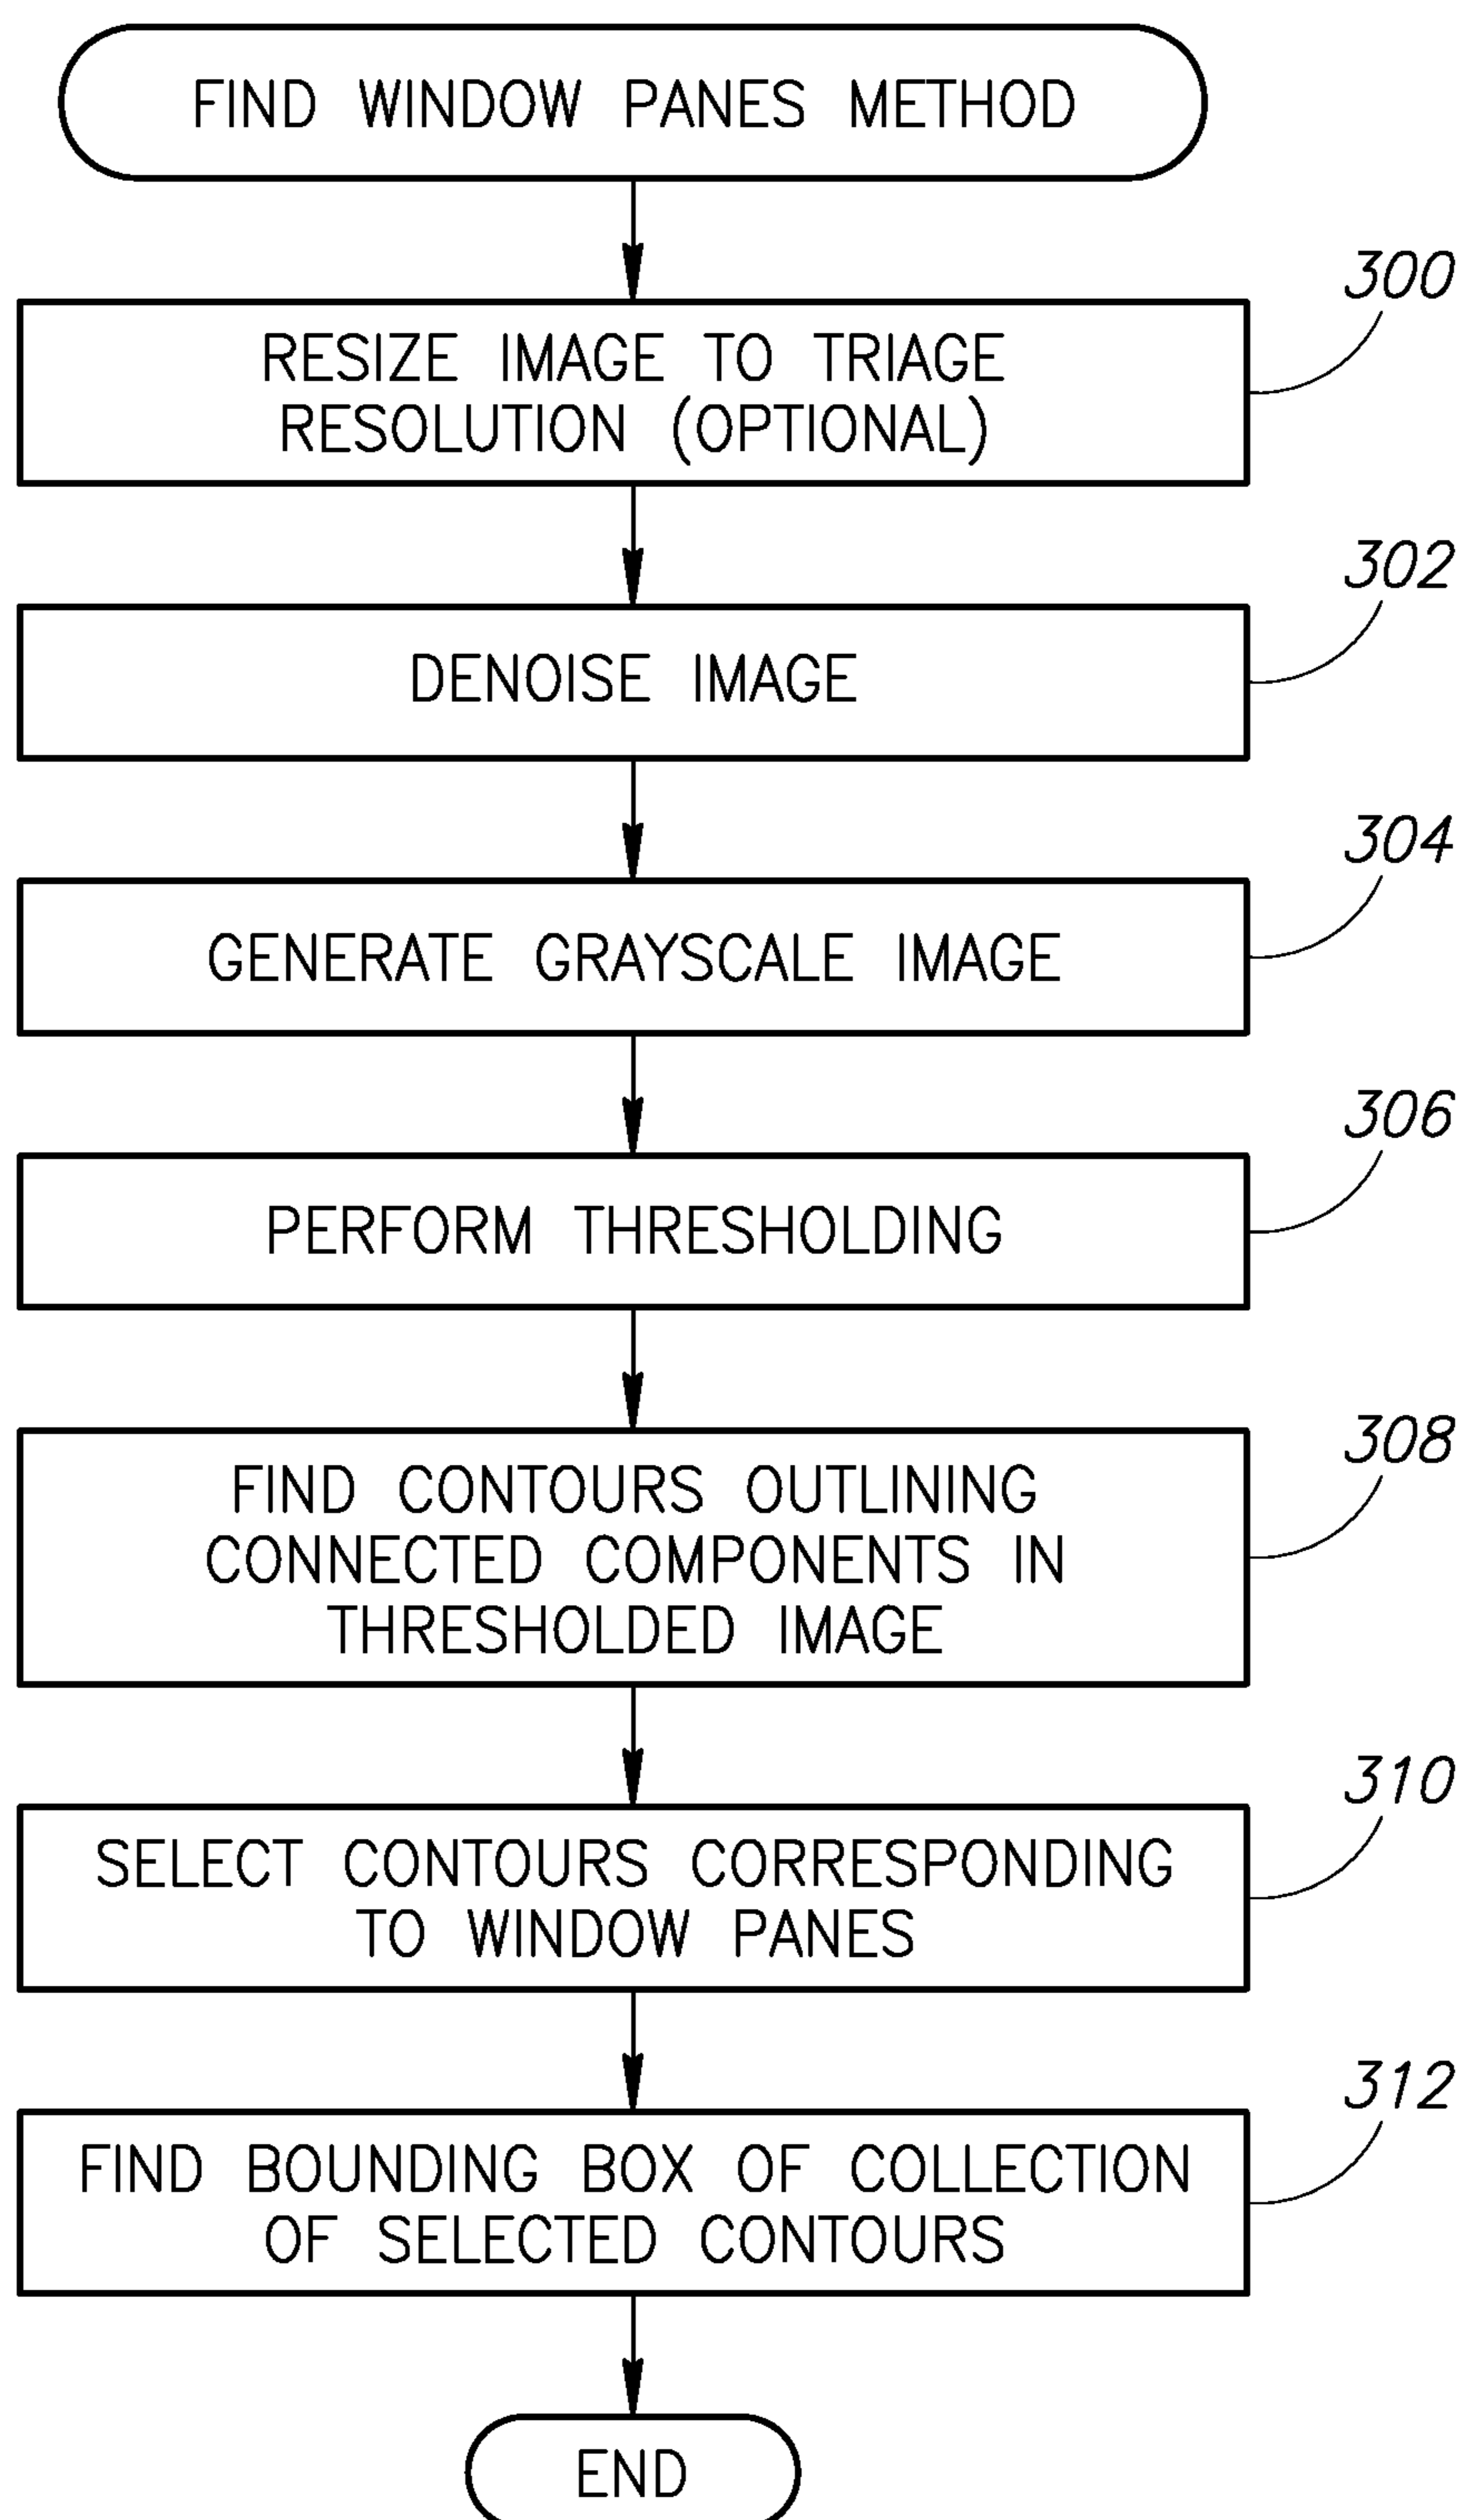 FIND WINDOW PANES METHOD
300
RESIZE IMAGE TO TRIAGE
RESOLUTION (OPTIONAL)
302
DENOISE IMAGE
304
GENERATE GRAYSCALE IMAGE
306
PERFORM THRESHOLDING
308
FIND CONTOURS OUTLINING
CONNECTED COMPONENTS IN
THRESHOLDED IMAGE
310
SELECT CONTOURS CORRESPONDING
TO WINDOW PANES
312
FIND BOUNDING BOX OF COLLECTION
OF SELECTED CONTOURS
END